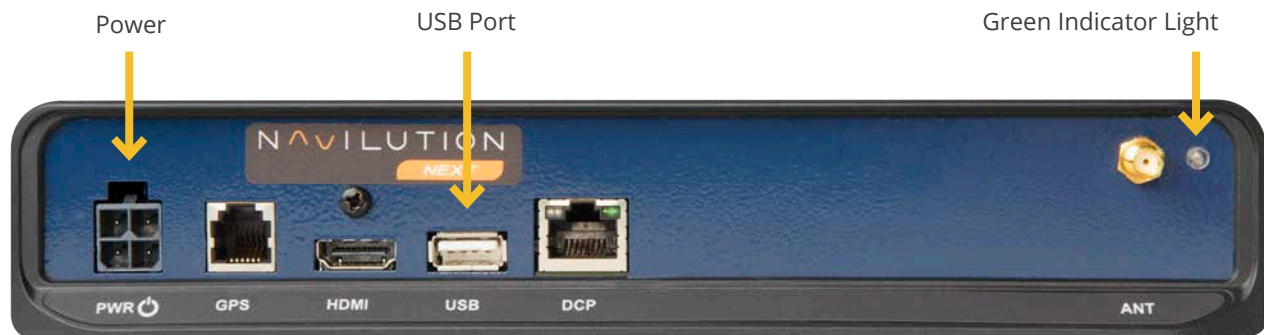 Power
USB Port
Green Indicator Light
NAVILUTION
NEXT
PWR
GPS
HDMI
USB
DCP
ANT